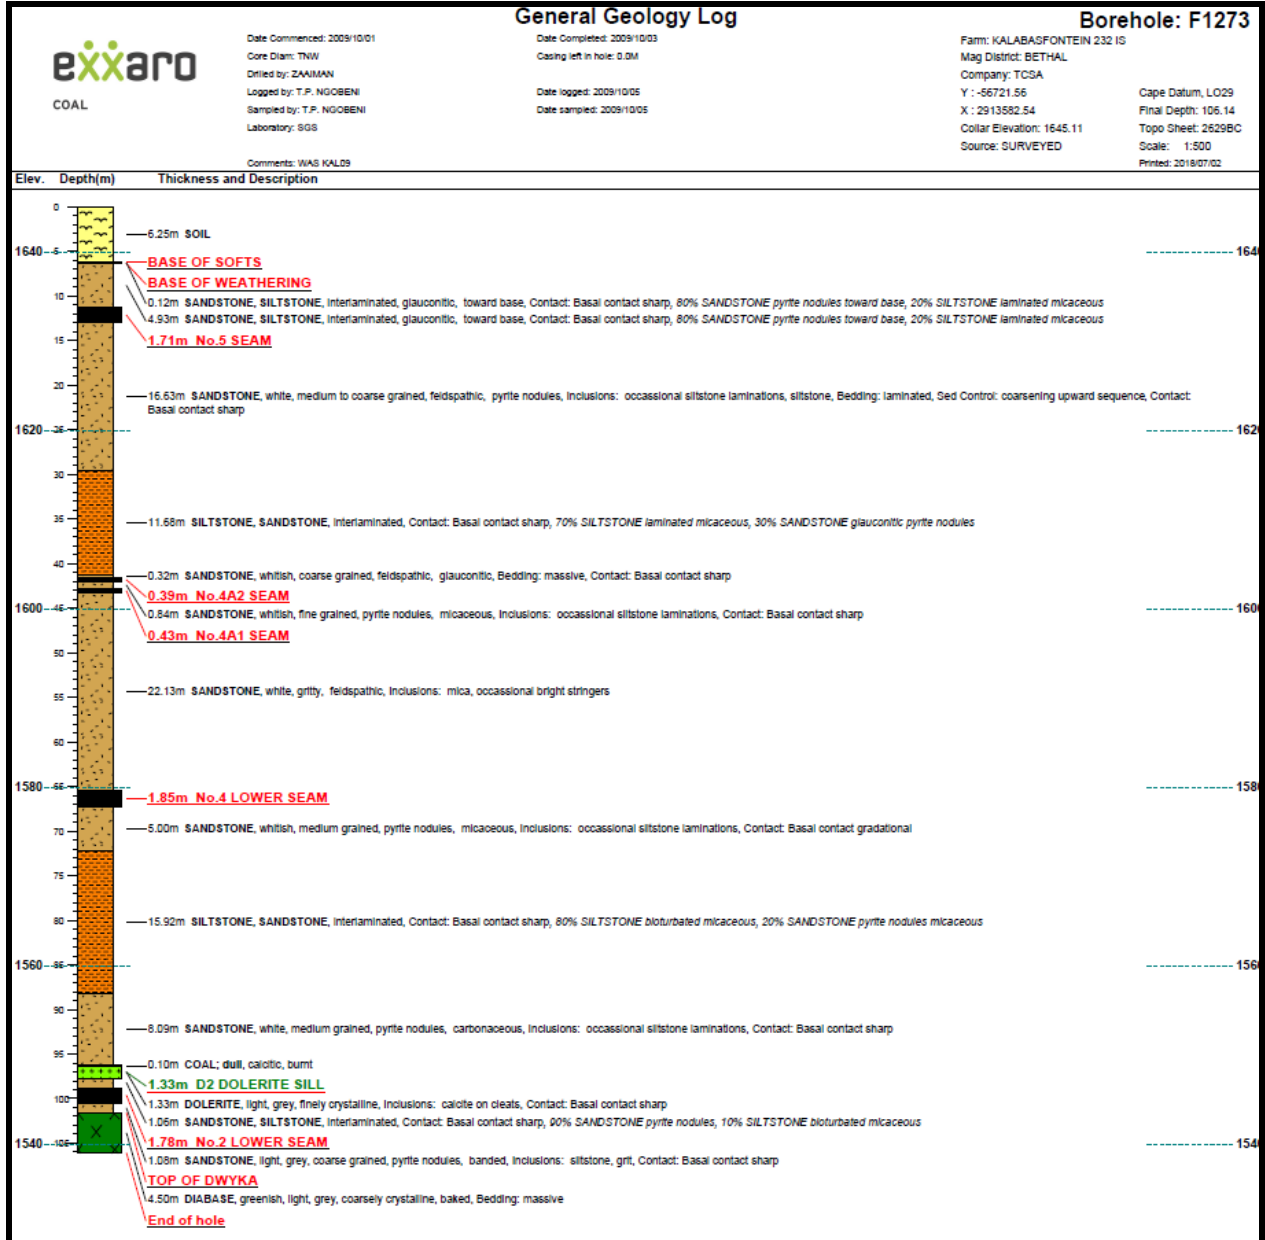 General Geology Log
Borehole: F1273
exxaro
COAL
Date Commenced: 2009/10/01
Core Diam: TNW
Drilled by: ZAAIMAN
Logged by: T.P. NGOBENI
Sampled by: T.P. NGOBENI
Laboratory: SGS
Comments: WAS KAL09
Date Completed: 2009/10/03
Casing left in hole: 0.0M
Date logged: 2009/10/05
Date sampled: 2009/10/05
Farm: KALABASFONTEIN 232 IS
Mag District: BETHAL
Company: TCSA
Y : -56721.56
X : 2913582.54
Collar Elevation: 1645.11
Source: SURVEYED
Cape Datum, LO29
Final Depth: 106.14
Topo Sheet: 2629BC
Scale: 1:500
Printed: 2018/07/02
Elev. Depth(m) Thickness and Description
0
6.25m SOIL
1640 5 164
BASE OF SOFTS
BASE OF WEATHERING
10
0.12m SANDSTONE, SILTSTONE, Interlaminated, glauconitic, toward base, Contact: Basal contact sharp, 80% SANDSTONE pyrite nodules toward base, 20% SILTSTONE laminated micaceous
4.93m SANDSTONE, SILTSTONE, Interlaminated, glauconitic, toward base, Contact: Basal contact sharp, 80% SANDSTONE pyrite nodules toward base, 20% SILTSTONE laminated micaceous
15
1.71m No.5 SEAM
20
16.63m SANDSTONE, white, medium to coarse grained, feldspathic, pyrite nodules, Inclusions: occassional siltstone laminations, siltstone, Bedding: laminated, Sed Control: coarsening upward sequence, Contact:
Basal contact sharp
1620 25 162
30
35
11.68m SILTSTONE, SANDSTONE, Interlaminated, Contact: Basal contact sharp, 70% SILTSTONE laminated micaceous, 30% SANDSTONE glauconitic pyrite nodules
40
0.32m SANDSTONE, whitish, coarse grained, feldspathic, glauconitic, Bedding: massive, Contact: Basal contact sharp
0.39m No.4A2 SEAM
1600 45 160
0.84m SANDSTONE, whitish, fine grained, pyrite nodules, micaceous, Inclusions: occassional siltstone laminations, Contact: Basal contact sharp
0.43m No.4A1 SEAM
50
22.13m SANDSTONE, white, gritty, feldspathic, Inclusions: mica, occassional bright stringers
55
60
1580 65 158
1.85m No.4 LOWER SEAM
70
5.00m SANDSTONE, whitish, medium grained, pyrite nodules, micaceous, Inclusions: occassional siltstone laminations, Contact: Basal contact gradational
75
80
15.92m SILTSTONE, SANDSTONE, Interlaminated, Contact: Basal contact sharp, 80% SILTSTONE bioturbated micaceous, 20% SANDSTONE pyrite nodules micaceous
1560 85 156
90
8.09m SANDSTONE, white, medium grained, pyrite nodules, carbonaceous, Inclusions: occassional siltstone laminations, Contact: Basal contact sharp
95
0.10m COAL; dull, calcitic, burnt
1.33m D2 DOLERITE SILL
100
1.33m DOLERITE, light, grey, finely crystalline, Inclusions: calcite on cleats, Contact: Basal contact sharp
1.06m SANDSTONE, SILTSTONE, Interlaminated, Contact: Basal contact sharp, 90% SANDSTONE pyrite nodules, 10% SILTSTONE bioturbated micaceous
1540 105 154
1.78m No.2 LOWER SEAM
1.08m SANDSTONE, light, grey, coarse grained, pyrite nodules, banded, Inclusions: siltstone, grit, Contact: Basal contact sharp
TOP OF DWYKA
4.50m DIABASE, greenish, light, grey, coarsely crystalline, baked, Bedding: massive
End of hole